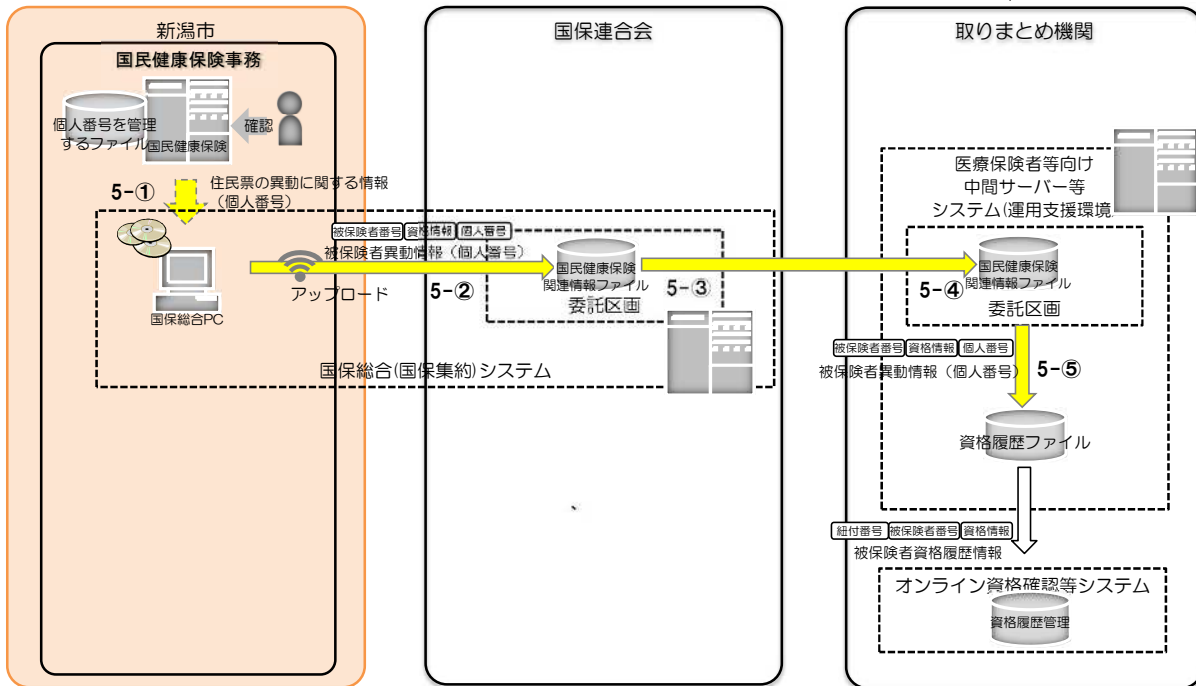 新潟市
国民健康保険事務
個人番号を管理
するファイル
国民健康保険
確認
5-①
住民票の異動に関する情報
（個人番号）
国保総合PC
アップロード
被保険者番号 資格情報 個人番号
被保険者異動情報（個人番号）
5-②
国保連合会
国民健康保険
関連情報ファイル
委託区画
5-③
国保総合(国保集約)システム
取りまとめ機関
医療保険者等向け
中間サーバー等
システム(運用支援環境
国民健康保険
関連情報ファイル
5-④
委託区画
被保険者番号 資格情報 個人番号
被保険者異動情報（個人番号）
5-⑤
資格履歴ファイル
紐付番号 被保険者番号 資格情報
被保険者資格履歴情報
オンライン資格確認等システム
資格履歴管理